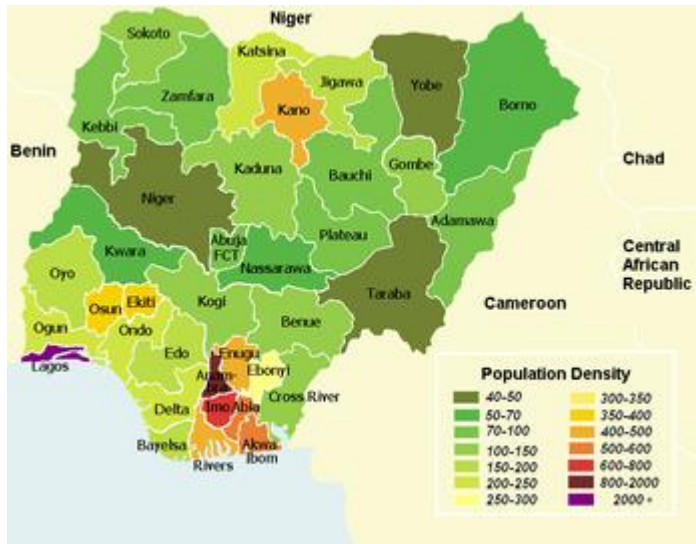 Niger
Sokoto
Katsina
Jigawa
Yobe
Borno
Zamfara
Kano
Kebbi
Benin
Chad
Kaduna
Gombe
Bauchi
Niger
Adamawa
Abuja
FCT
Plateau
Kwara
Nassarawa
Central
African
Republic
Oyo
Taraba
Cameroon
Osun
Ekiti
Kogi
Benue
Ogun
Ondo
Edo
Enugu
Ebonyi
Lagos
Anam-
bra
Cross River
Delta
Imo
Abia
Bayelsa
Akwa
Ibom
Rivers
Population Density
40-50
50-70
70-100
100-150
150-200
200-250
250-300
300-350
350-400
400-500
500-600
600-800
800-2000
2000 +